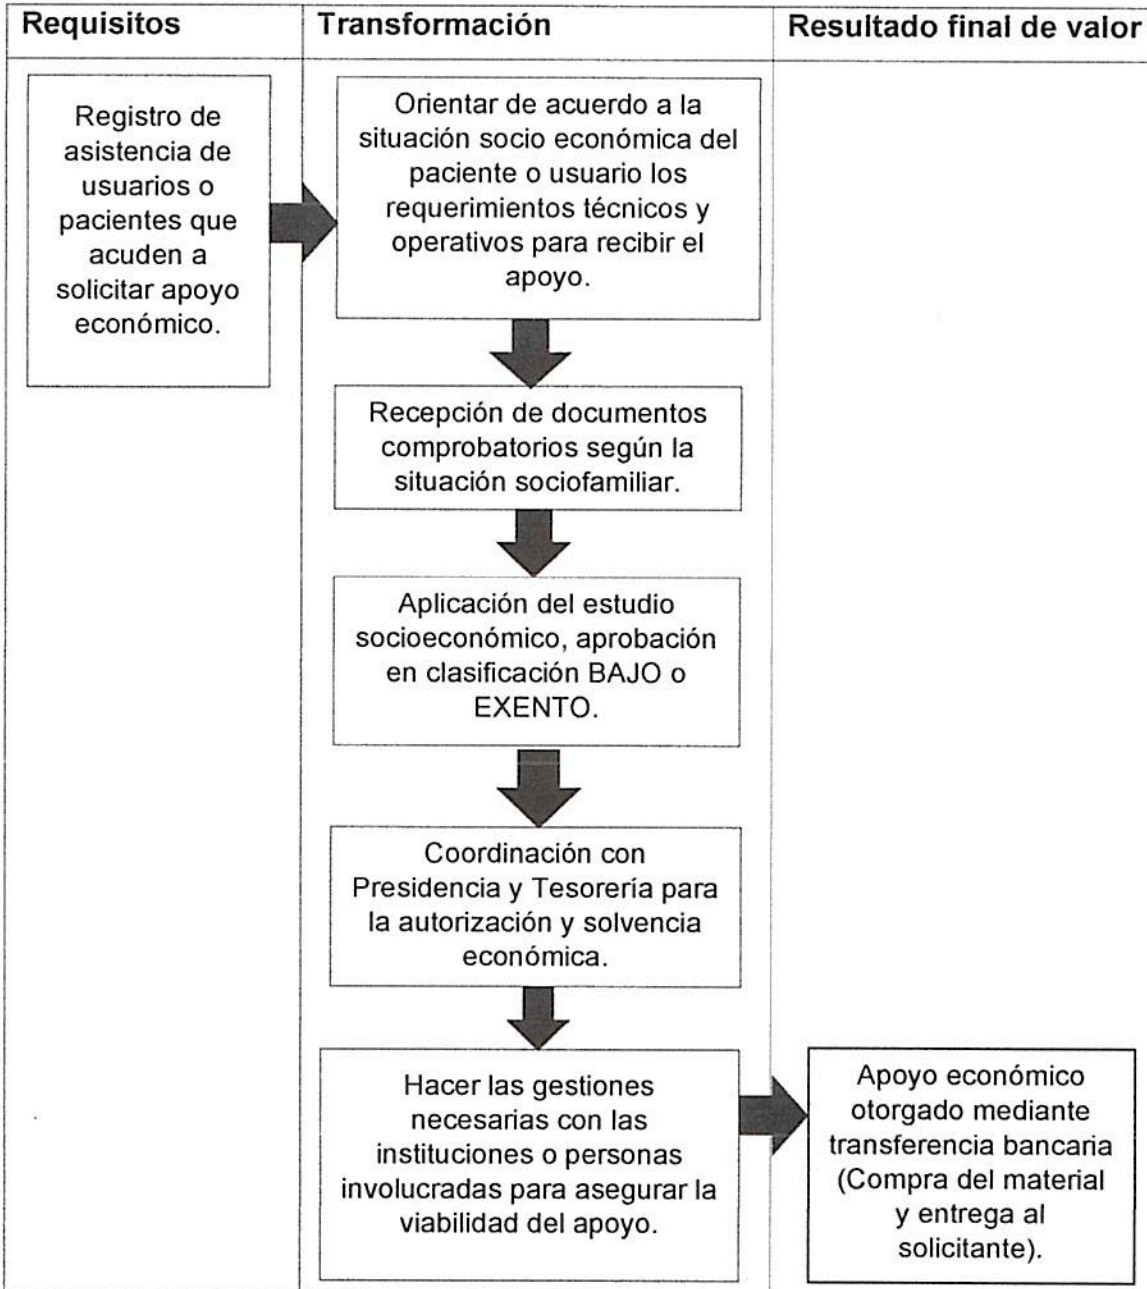 Requisitos
Transformación
Resultado final de valor
Registro de
asistencia de
usuarios o
pacientes que
acuden a
solicitar apoyo
económico.
Orientar de acuerdo a la
situación socio económica del
paciente o usuario los
requerimientos técnicos y
operativos para recibir el
apoyo.
Recepción de documentos
comprobatorios según la
situación sociofamiliar.
Aplicación del estudio
socioeconómico, aprobación
en clasificación BAJO o
EXENTO.
Coordinación con
Presidencia y Tesorería para
la autorización y solvencia
económica.
Hacer las gestiones
necesarias con las
instituciones o personas
involucradas para asegurar la
viabilidad del apoyo.
Apoyo económico
otorgado mediante
transferencia bancaria
(Compra del material
y entrega al
solicitante).